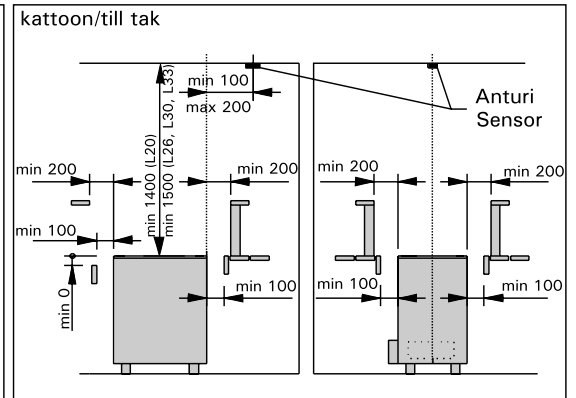 kattoon/till tak
min 100
max 200
min 1400 (L20)
min 1500 (L26, L30, L33)
Anturi
Sensor
min 200
min 200
min 200
min 200
min 100
min 0
min 100
min 100
min 100